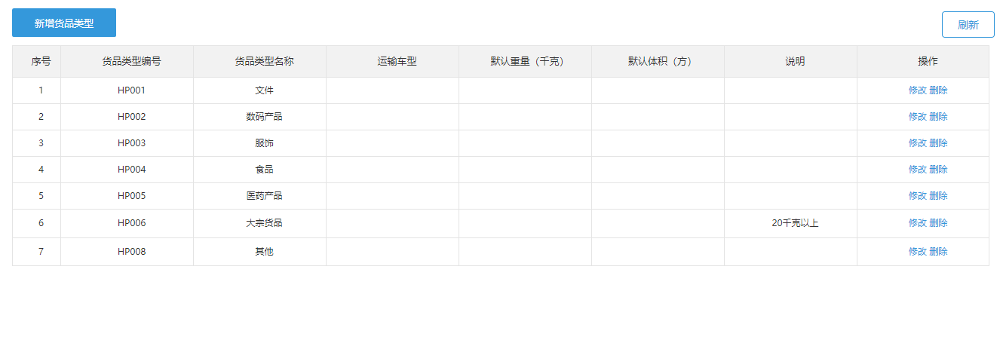 新增货品类型
刷新
序号 货品类型编号 货品类型名称 运输车型 默认重量（千克） 默认体积（方） 说明 操作
1 HP001 文件 修改 删除
2 HP002 数码产品 修改 删除
3 HP003 服饰 修改 删除
4 HP004 食品 修改 删除
5 HP005 医药产品 修改 删除
6 HP006 大宗货品 20千克以上 修改 删除
7 HP008 其他 修改 删除